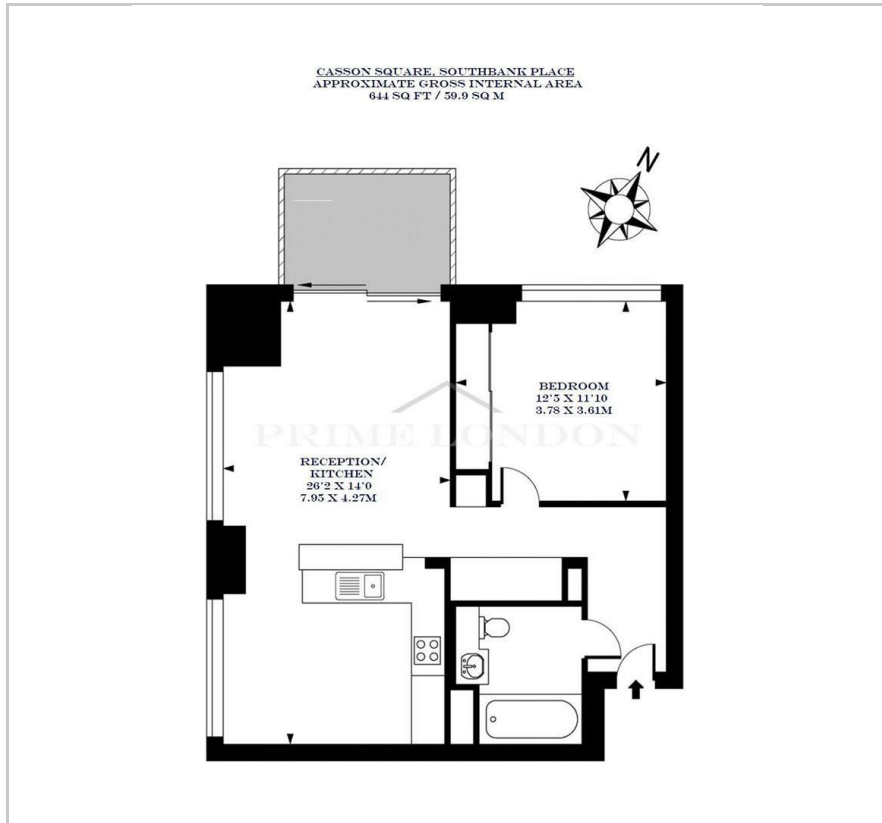 CASSON SQUARE, SOUTHBANK PLACE
APPROXIMATE GROSS INTERNAL AREA
644 SQ FT / 59.9 SQ M
N
BEDROOM
12'5 X 11'10
3.78 X 3.61M
PRIME LONDON
RECEPTION/
KITCHEN
26'2 X 14'0
7.95 X 4.27M